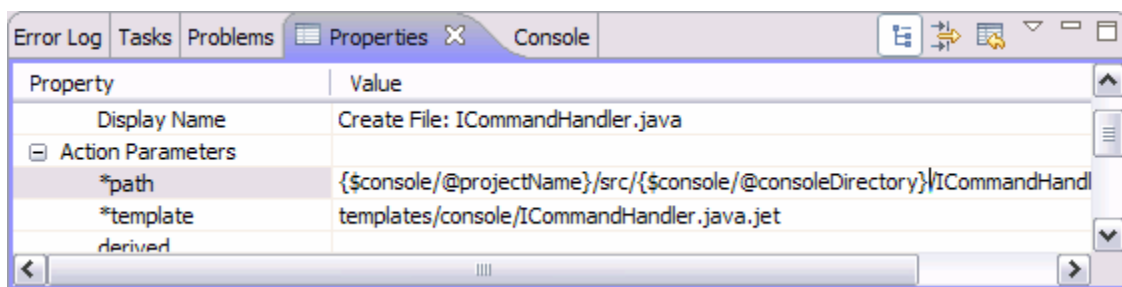 Error Log Tasks Problems Properties Console
Property Value
Display Name Create File: ICommandHandler.java
Action Parameters
*path {$console/@projectName}/src/{$console/@consoleDirectory}/ICommandHandl
*template templates/console/ICommandHandler.java.jet
derived